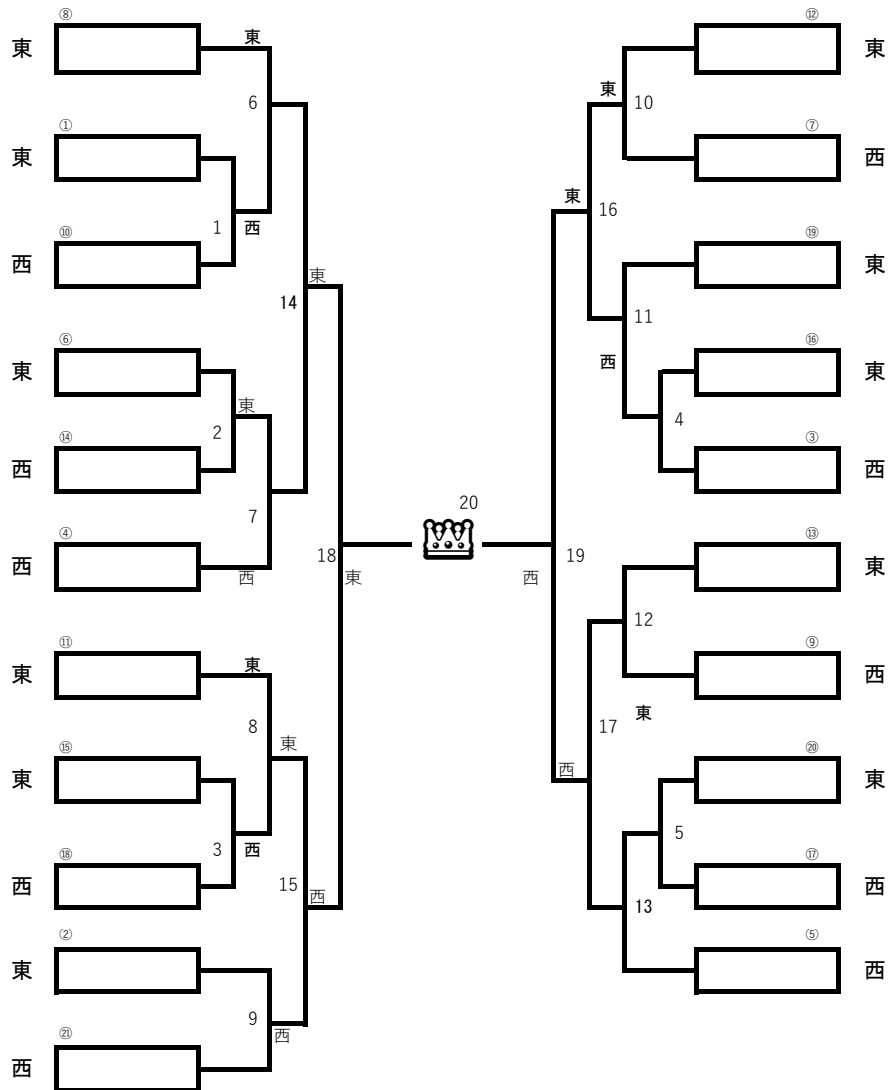 ⑧ ⑫
東 東 東
6 東 10
① ⑦
東 西
東
1 西 16
⑩ ⑲
西 東
東
14 11
⑥ ⑯
東 西 東
東
2 4
⑭ ③
西 西
20
7
④ ⑬
18 19
西 西 東 西 東
12
⑪ ⑨
東 東 西
東
8 17
東
⑮ ⑳
西
東 東
5
3 西
⑱ ⑰
15
西 西 西
13
② ⑤
東 西
9
西
㉑
西